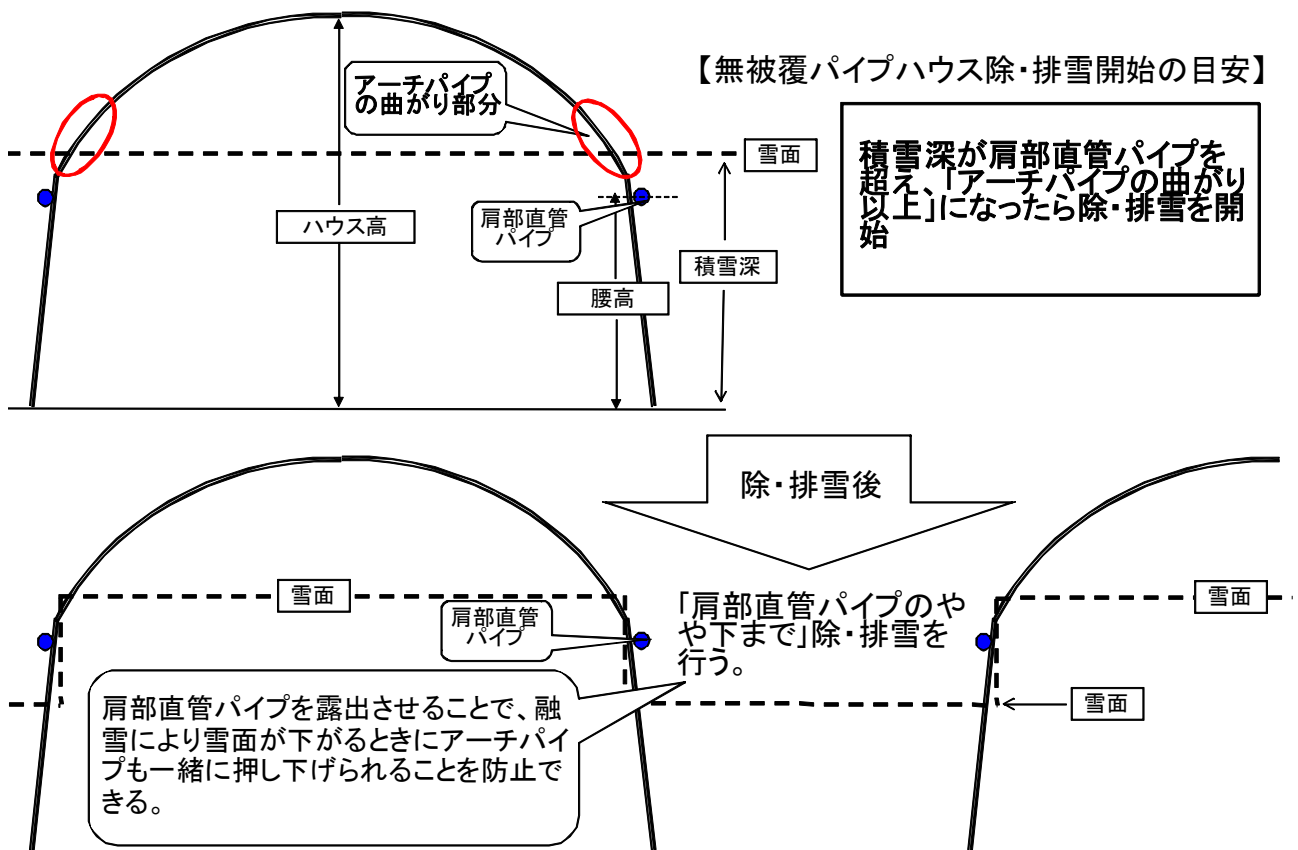 【無被覆パイプハウス除・排雪開始の目安】
アーチパイプ
の曲がり部分
雪面
積雪深が肩部直管パイプを
超え、「アーチパイプの曲がり
以上」になったら除・排雪を開
始
ハウス高
肩部直管
パイプ
積雪深
腰高
除・排雪後
雪面
雪面
肩部直管
パイプ
「肩部直管パイプのや
や下まで」除・排雪を
行う。
雪面
肩部直管パイプを露出させることで、融
雪により雪面が下がるときにアーチパイ
プも一緒に押し下げられることを防止で
きる。